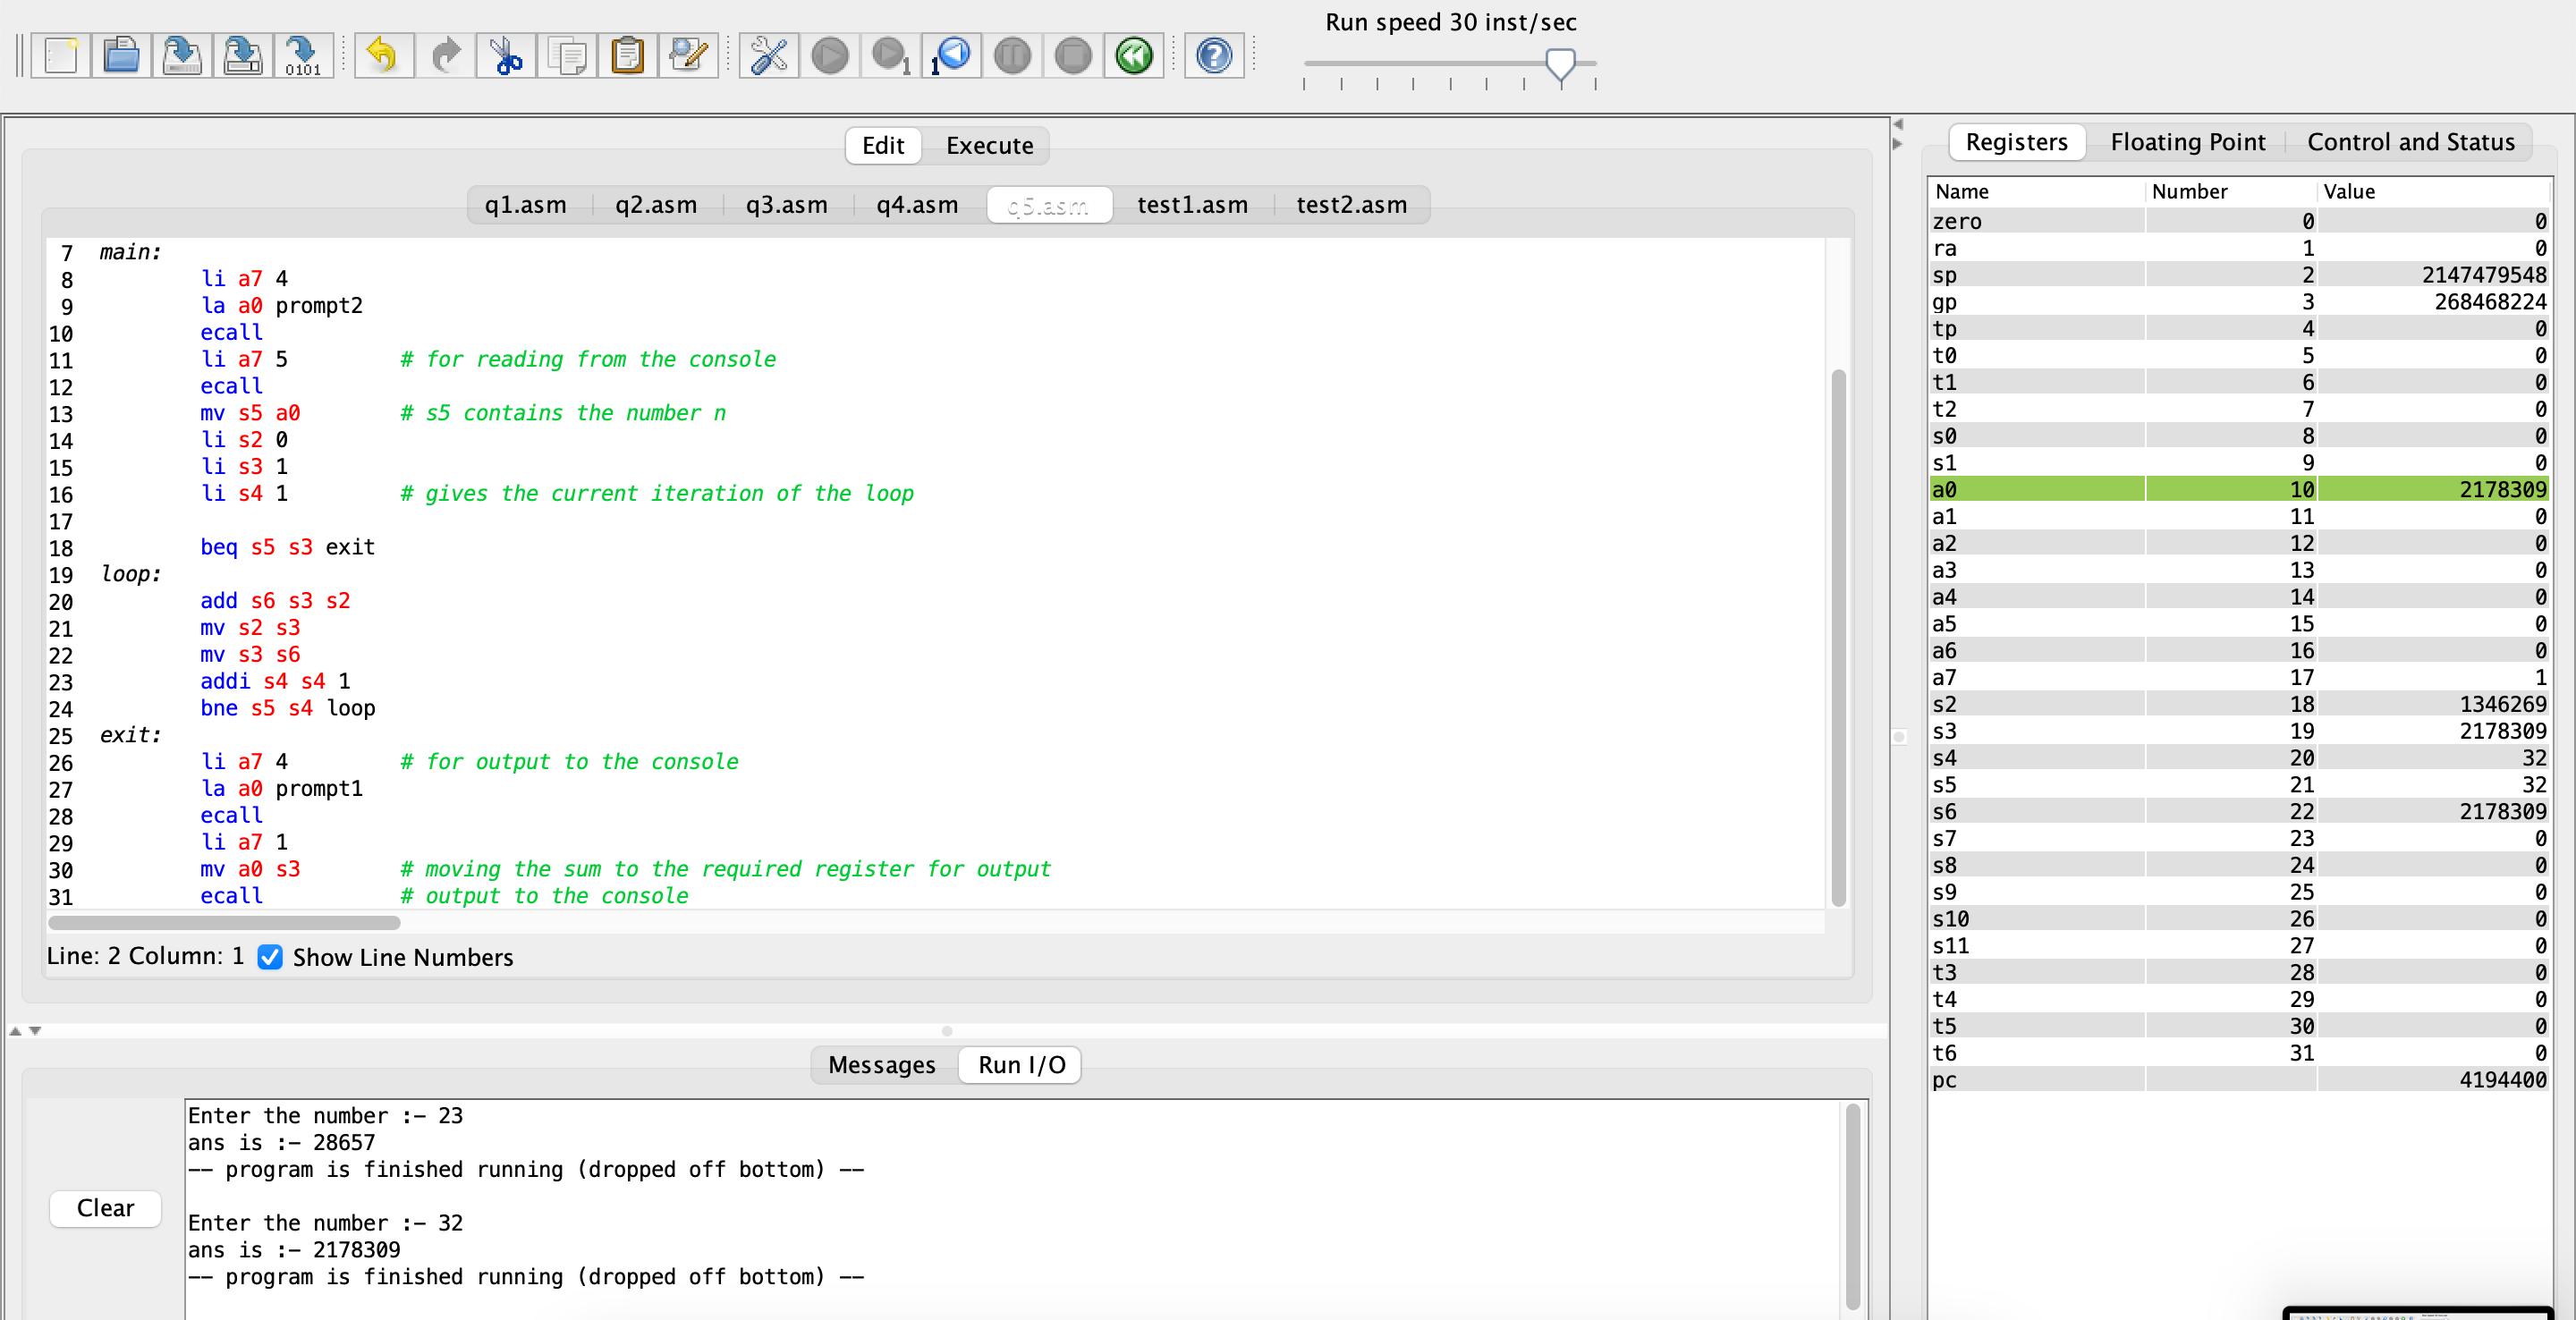 Run speed 30 inst/sec
0101
1
1
Edit Execute
q1.asm q2.asm q3.asm q4.asm q5.asm test1.asm test2.asm
7 main:
8 li a7 4
9 la a0 prompt2
10 ecall
11 li a7 5 # for reading from the console
12 ecall
13 mv s5 a0 # s5 contains the number n
14 li s2 0
15 li s3 1
16 li s4 1 # gives the current iteration of the loop
17
18 beq s5 s3 exit
19 loop:
20 add s6 s3 s2
21 mv s2 s3
22 mv s3 s6
23 addi s4 s4 1
24 bne s5 s4 loop
25 exit:
26 li a7 4 # for output to the console
27 la a0 prompt1
28 ecall
29 li a7 1
30 mv a0 s3 # moving the sum to the required register for output
31 ecall # output to the console
Line: 2 Column: 1 Show Line Numbers
Messages Run I/O
Clear
Enter the number :- 23
ans is :- 28657
-- program is finished running (dropped off bottom) --
Enter the number :- 32
ans is :- 2178309
-- program is finished running (dropped off bottom) --
Registers Floating Point Control and Status
Name Number Value
zero 0 0
ra 1 0
sp 2 2147479548
gp 3 268468224
tp 4 0
t0 5 0
t1 6 0
t2 7 0
s0 8 0
s1 9 0
a0 10 2178309
a1 11 0
a2 12 0
a3 13 0
a4 14 0
a5 15 0
a6 16 0
a7 17 1
s2 18 1346269
s3 19 2178309
s4 20 32
s5 21 32
s6 22 2178309
s7 23 0
s8 24 0
s9 25 0
s10 26 0
s11 27 0
t3 28 0
t4 29 0
t5 30 0
t6 31 0
pc 4194400